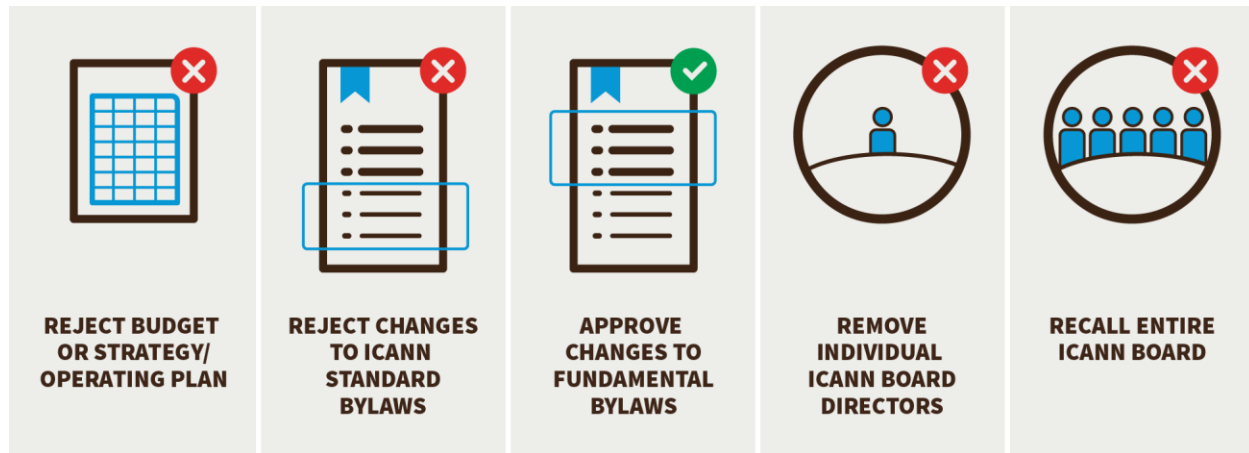 REJECT BUDGET
OR STRATEGY/
OPERATING PLAN
REJECT CHANGES
TO ICANN
STANDARD
BYLAWS
APPROVE
CHANGES TO
FUNDAMENTAL
BYLAWS
REMOVE
INDIVIDUAL
ICANN BOARD
DIRECTORS
RECALL ENTIRE
ICANN BOARD